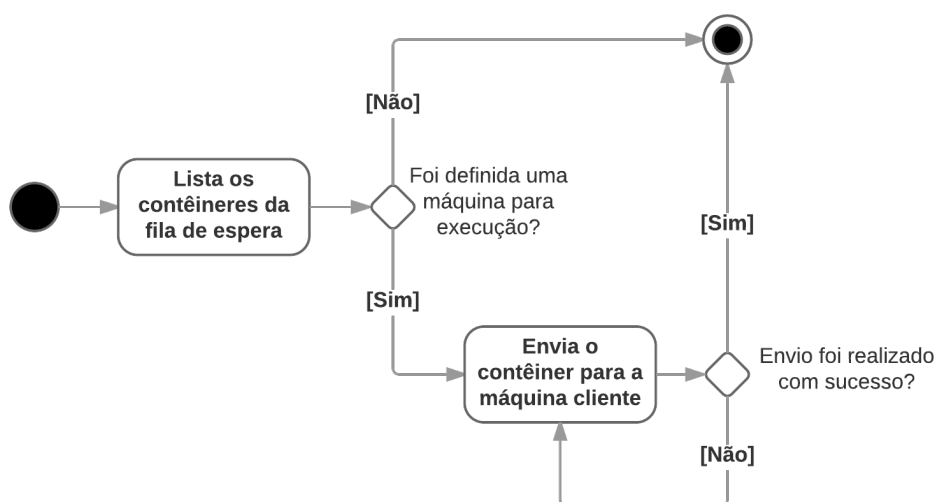 [Não]
Lista os
contêineres da
fila de espera
Foi definida uma
máquina para
execução?
[Sim]
[Sim]
Envia o
contêiner para a
máquina cliente
Envio foi realizado
com sucesso?
[Não]